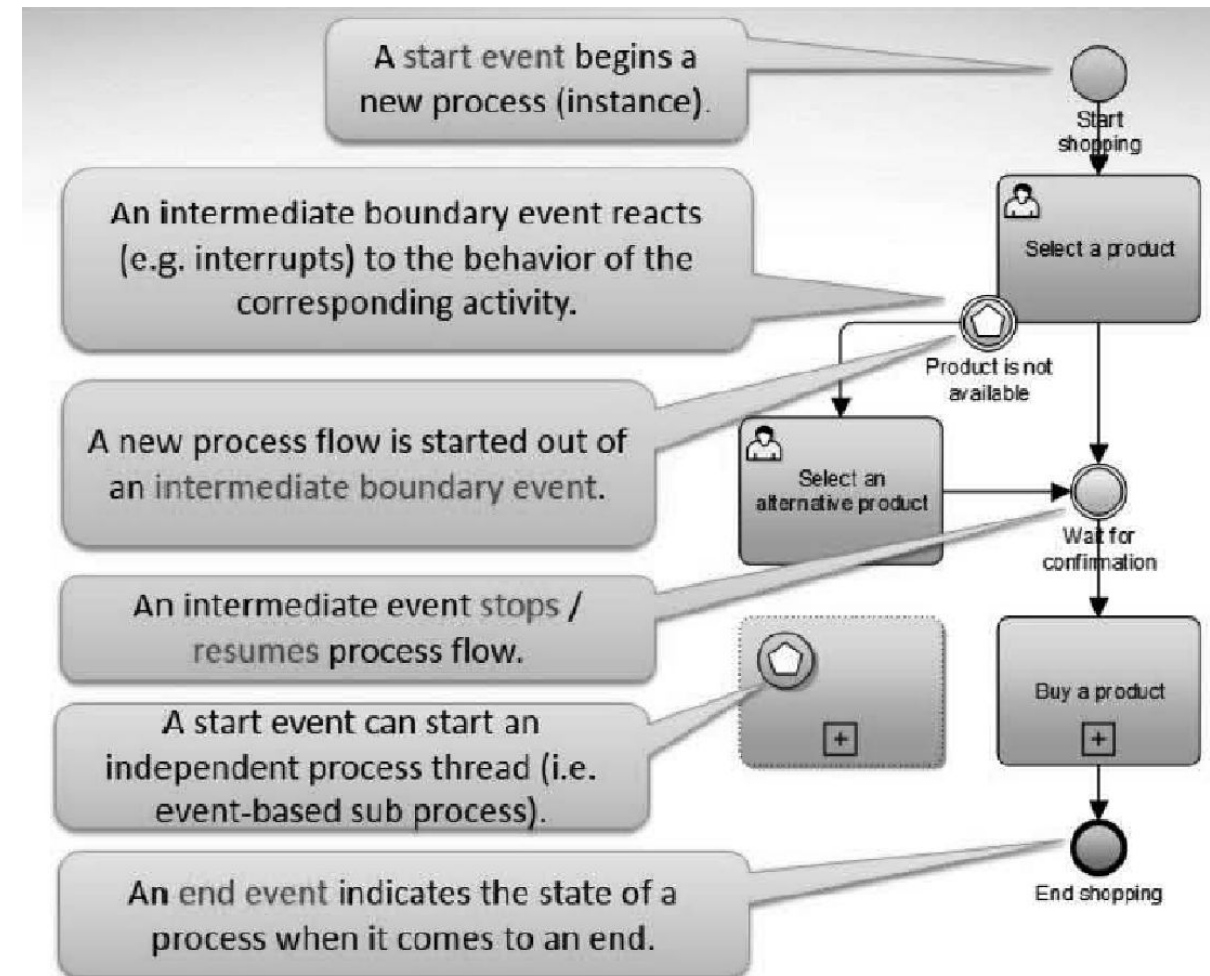 A start event begins a
new process (instance).
Start
shopping
An intermediate boundary event reacts
(e.g. interrupts) to the behavior of the
corresponding activity.
Select a product
Product is not
available
A new process flow is started out of
an intermediate boundary event.
Select an
alternative product
Wait for
confirmation
An intermediate event stops /
resumes process flow.
A start event can start an
independent process thread (i.e.
event-based sub process).
Buy a product
An end event indicates the state of a
process when it comes to an end.
End shopping